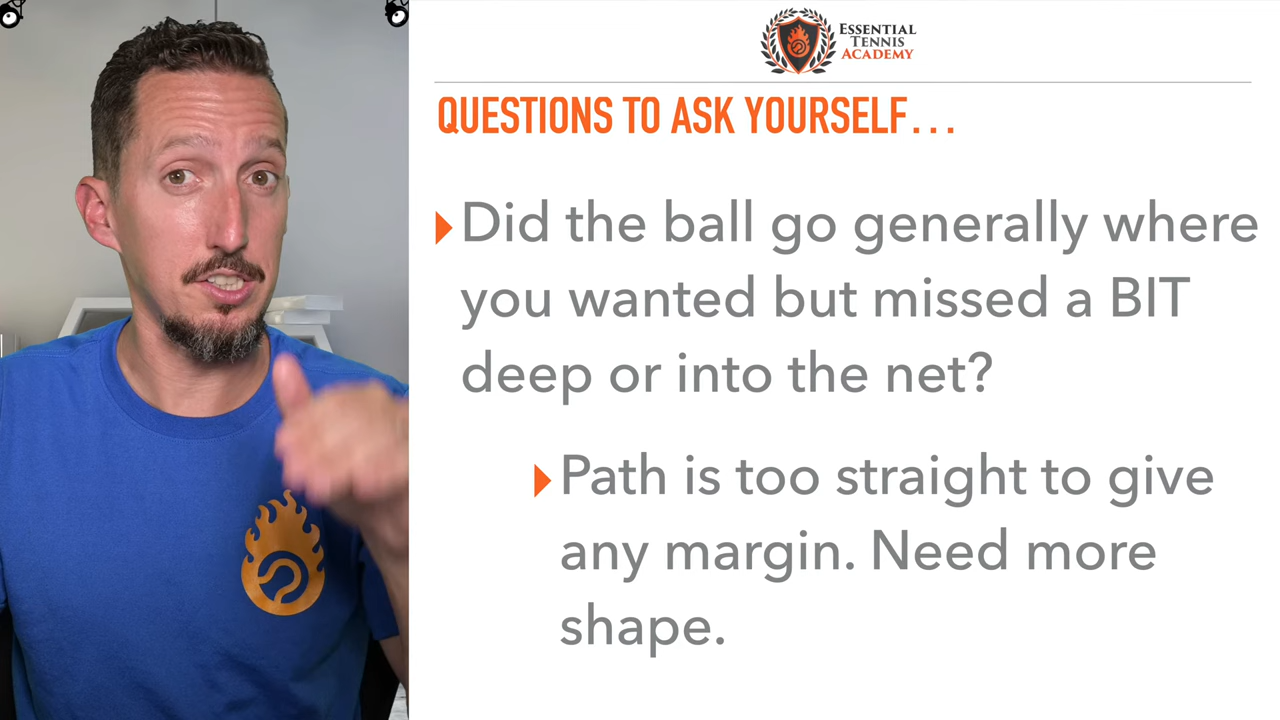 ESSENTIAL
TENNIS
ACADEMY
QUESTIONS TO ASK YOURSELF...
Did the ball go generally where
you wanted but missed a BIT
deep or into the net?
Path is too straight to give
any margin. Need more
shape.